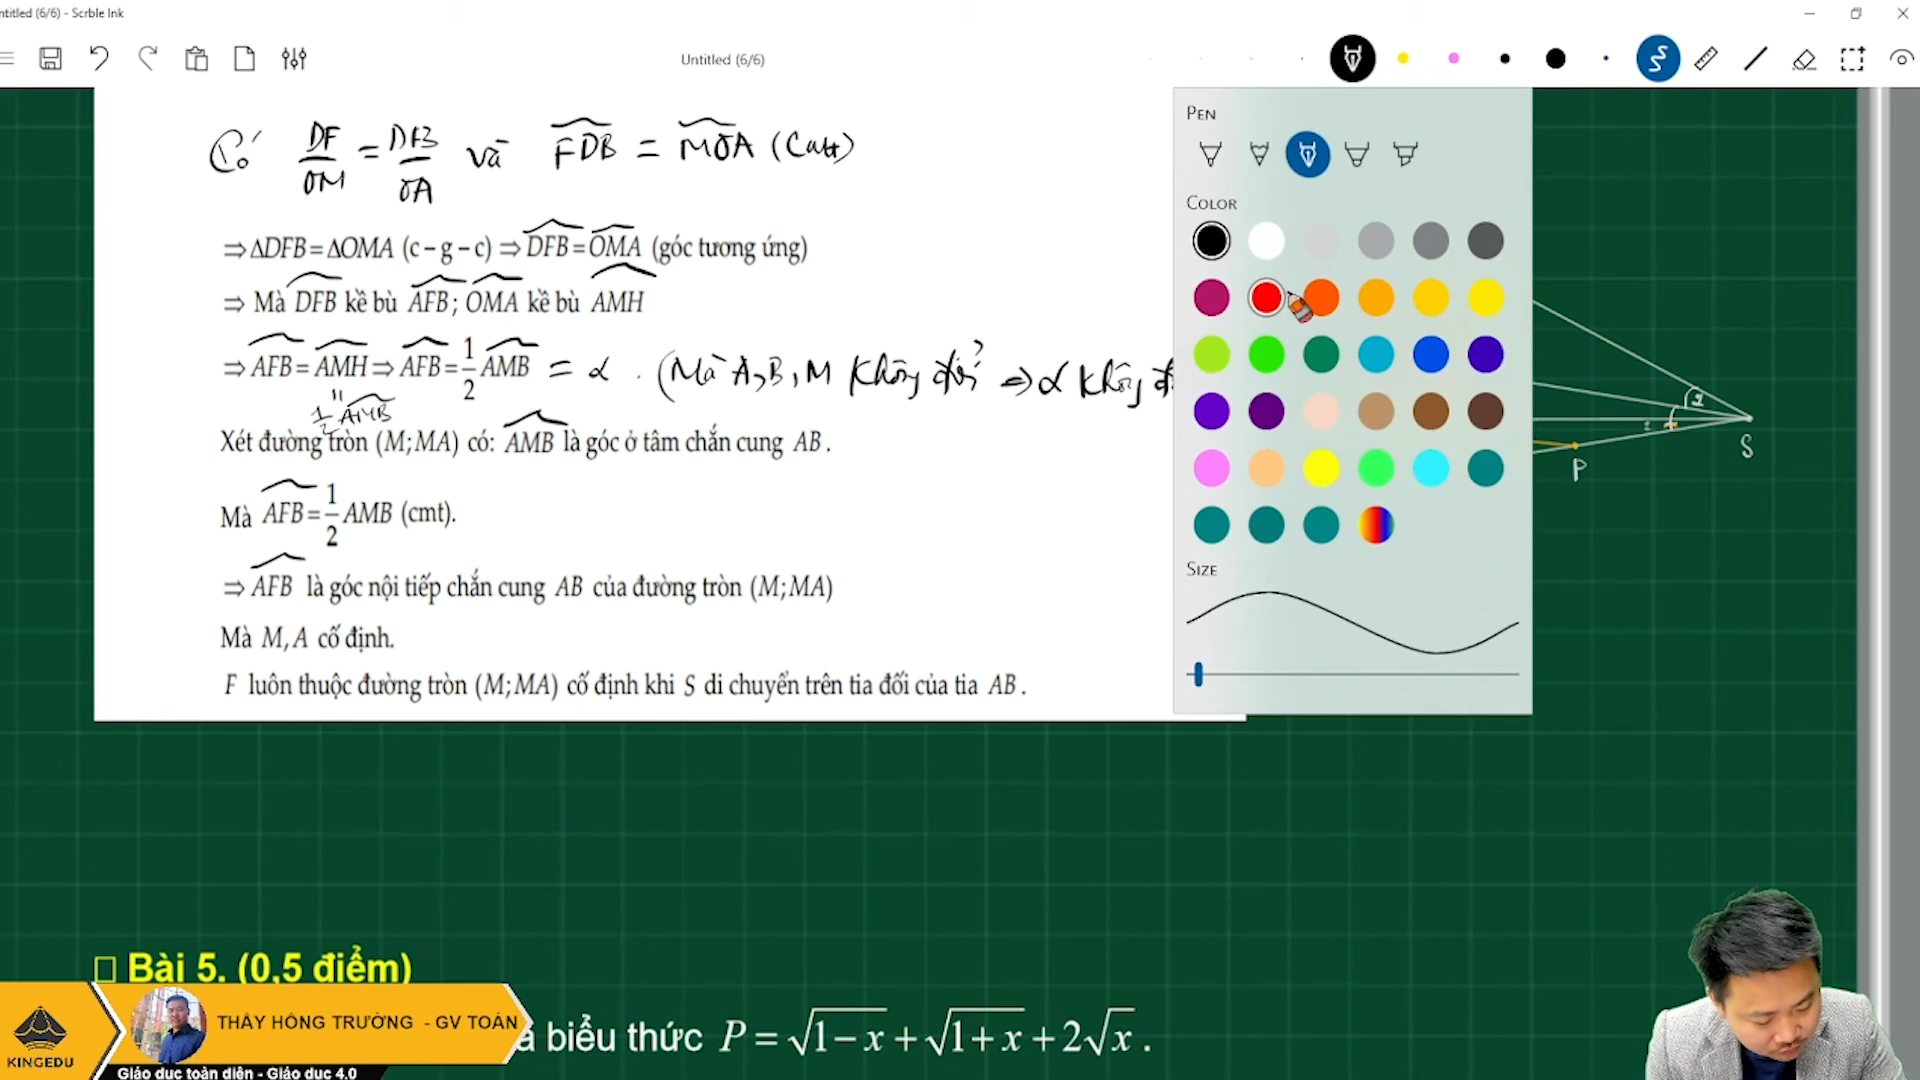 Untitled (6/6) - Scrble Ink
Untitled (6/6)
Có DF/OM = DB/OA và FDB = MOA (cmt)
⇒ ΔDFB = ΔOMA (c – g – c) ⇒ DFB = OMA (góc tương ứng)
⇒ Mà DFB kề bù AFB; OMA kề bù AMH
⇒ AFB = AMH ⇒ AFB = 1/2 AMB = α . (Mà A, B, M không đổi ⇒ α không
" 1/2 AMB
Xét đường tròn (M;MA) có: AMB là góc ở tâm chắn cung AB.
Mà AFB = 1/2 AMB (cmt).
⇒ AFB là góc nội tiếp chắn cung AB của đường tròn (M;MA)
Mà M, A cố định.
F luôn thuộc đường tròn (M;MA) cố định khi S di chuyển trên tia đối của tia AB.
PEN
COLOR
SIZE
S
P
Bài 5. (0,5 điểm)
biểu thức P = √1−x + √1+x + 2√x .
THẦY HỒNG TRƯỜNG - GV TOÁN
KINGEDU
Giáo dục toàn diện - Giáo dục 4.0